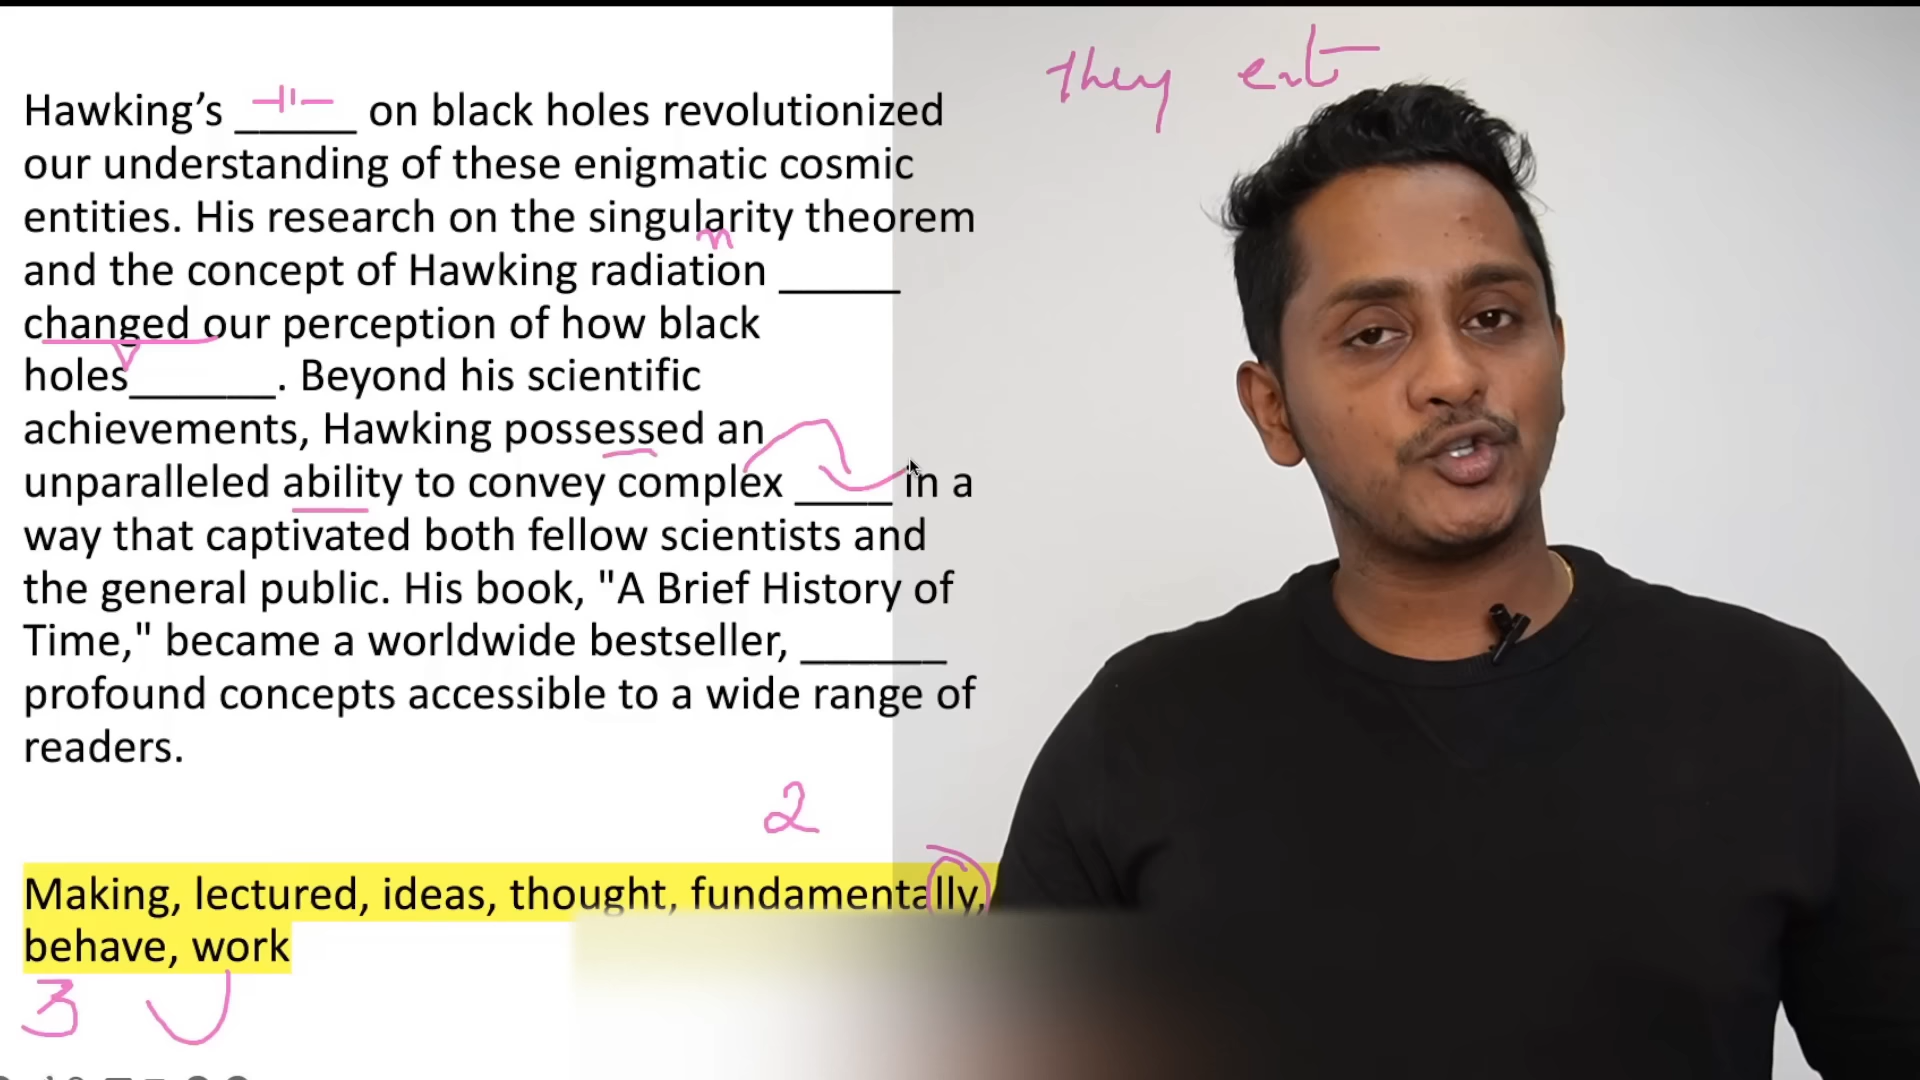 they eat
Hawking’s _____ on black holes revolutionized
our understanding of these enigmatic cosmic
entities. His research on the singularity theorem
and the concept of Hawking radiation _____
changed our perception of how black
holes______. Beyond his scientific
achievements, Hawking possessed an
unparalleled ability to convey complex ____ in a
way that captivated both fellow scientists and
the general public. His book, "A Brief History of
Time," became a worldwide bestseller, ______
profound concepts accessible to a wide range of
readers.
2
Making, lectured, ideas, thought, fundamentally,
behave, work
3